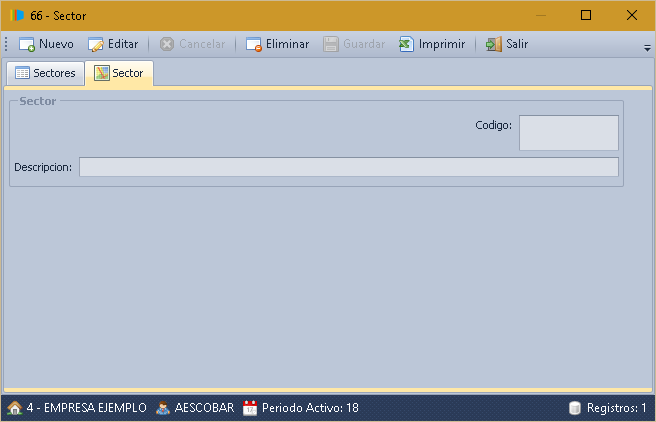 66 - Sector
Nuevo Editar Cancelar Eliminar Guardar Imprimir Salir
Sectores Sector
Sector
Codigo:
Descripcion:
4 - EMPRESA EJEMPLO AESCOBAR Periodo Activo: 18 Registros: 1